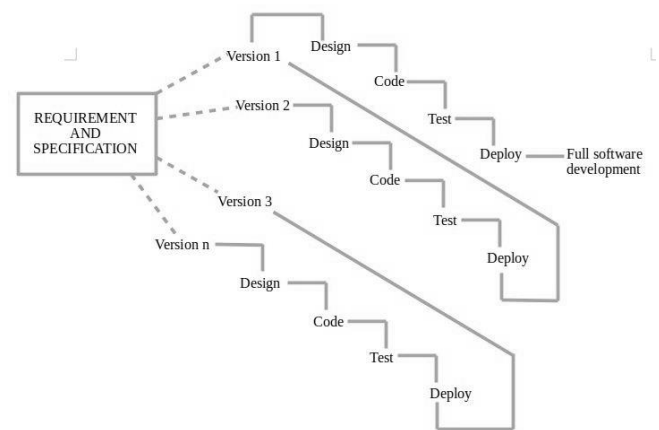 REQUIREMENT
AND
SPECIFICATION
Version 1
Design
Code
Test
Deploy
Full software
development
Version 2
Design
Code
Test
Deploy
Version 3
Version n
Design
Code
Test
Deploy